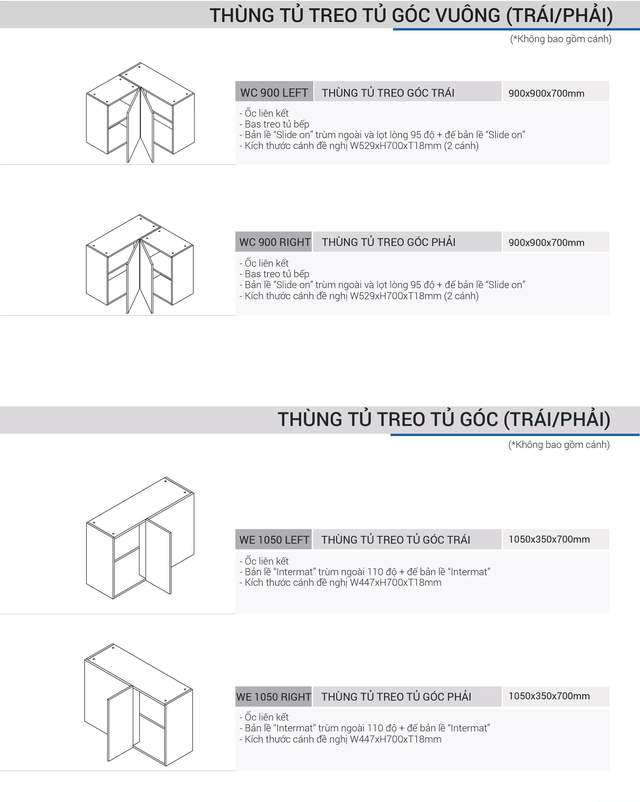 THÙNG TỦ TREO TỦ GÓC VUÔNG (TRÁI/PHẢI)
(*Không bao gồm cánh)
WC 900 LEFT THÙNG TỦ TREO GÓC TRÁI 900x900x700mm
- Ốc liên kết
- Bas treo tủ bếp
- Bản lề “Slide on” trùm ngoài và lọt lòng 95 độ + đế bản lề “Slide on”
- Kích thước cánh đề nghị W529xH700xT18mm (2 cánh)
WC 900 RIGHT THÙNG TỦ TREO GÓC PHẢI 900x900x700mm
- Ốc liên kết
- Bas treo tủ bếp
- Bản lề “Slide on” trùm ngoài và lọt lòng 95 độ + đế bản lề “Slide on”
- Kích thước cánh đề nghị W529xH700xT18mm (2 cánh)
THÙNG TỦ TREO TỦ GÓC (TRÁI/PHẢI)
(*Không bao gồm cánh)
WE 1050 LEFT THÙNG TỦ TREO TỦ GÓC TRÁI 1050x350x700mm
- Ốc liên kết
- Bản lề “Intermat” trùm ngoài 110 độ + đế bản lề “Intermat”
- Kích thước cánh đề nghị W447xH700xT18mm
WE 1050 RIGHT THÙNG TỦ TREO TỦ GÓC PHẢI 1050x350x700mm
- Ốc liên kết
- Bản lề “Intermat” trùm ngoài 110 độ + đế bản lề “Intermat”
- Kích thước cánh đề nghị W447xH700xT18mm